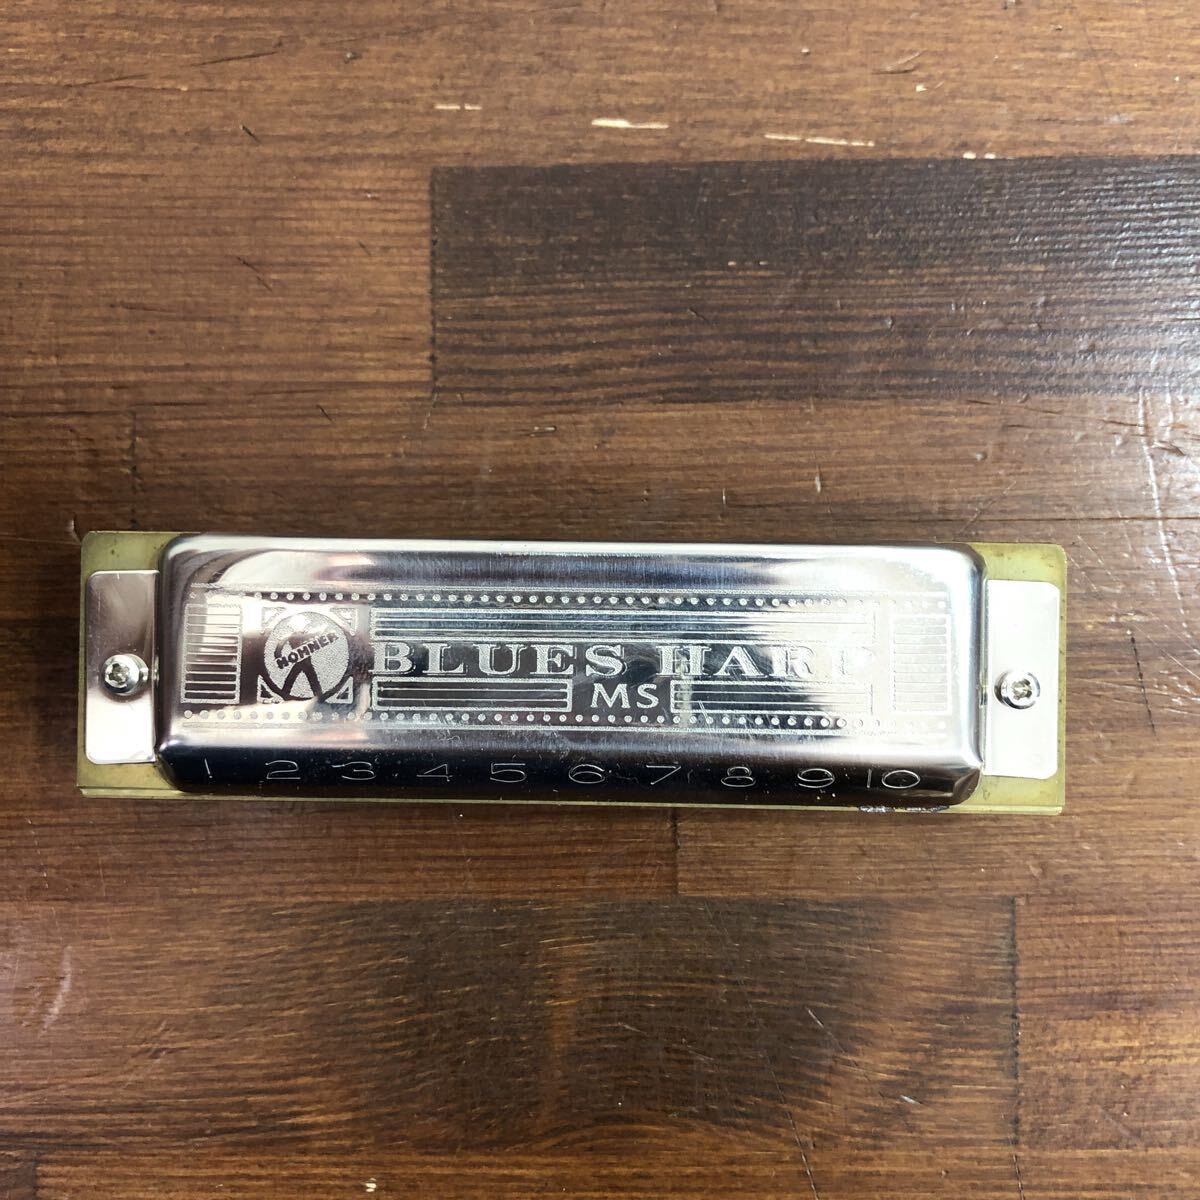 HOHNER
BLUES HARP
MS
1 2 3 4 5 6 7 8 9 10